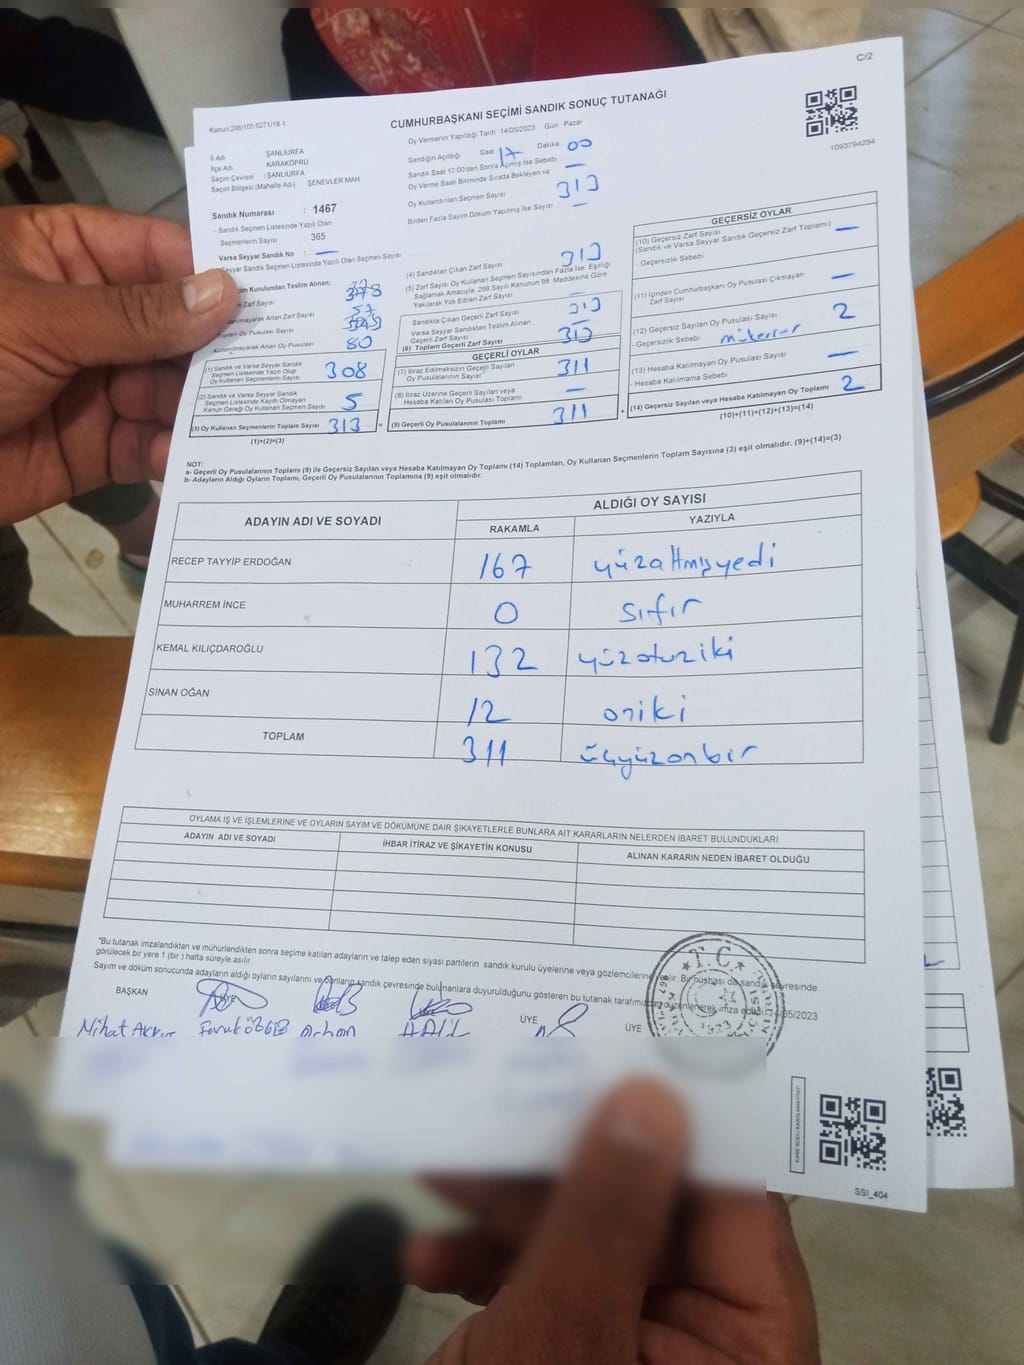 C/2
Kanun:298/105 6271/18-1
CUMHURBAŞKANI SEÇİMİ SANDIK SONUÇ TUTANAĞI
1093794294
İl Adı ŞANLIURFA
İlçe Adı KARAKÖPRÜ
Seçim Çevresi : ŞANLIURFA
Seçim Bölgesi (Mahalle Adı) ŞENEVLER MAH
Sandık Numarası : 1467
- Sandık Seçmen Listesinde Yazılı Olan
Seçmenlerin Sayısı : 365
Varsa Seyyar Sandık No : —
Seyyar Sandık Seçmen Listesinde Yazılı Olan Seçmen Sayısı
Oy Vermenin Yapıldığı Tarih: 14/05/2023 Gün : Pazar
Sandığın Açıldığı Saat 17 Dakika 00
Sandık Saat 17:00'den Sonra Açımış İse Sebebi —
Oy Verme Saati Bitiminde Sırada Bekleyen ve
Oy Kullandırılan Seçmen Sayısı 313
Birden Fazla Sayım Döküm Yapılmış İse Sayısı —
Kurulundan Teslim Alınan;
Zarf Sayısı
Artan Zarf Sayısı 57
Oy Pusulası Sayısı
- Kullanılmayarak Artan Oy Pusulası 80
(1) Sandık ve Varsa Seyyar Sandık
Seçmen Listesinde Yazılı Olup
Oy Kullanan Seçmenlerin Sayısı 308
(2) Sandık ve Varsa Seyyar Sandık
Seçmen Listesinde Kayıtlı Olmayan
Kanun Gereği Oy Kullanan Seçmen Sayısı 5
(3) Oy Kullanan Seçmenlerin Toplam Sayısı 313
(1)+(2)=(3)
(4) Sandıktan Çıkan Zarf Sayısı 313
(5) Zarf Sayısı Oy Kullanan Seçmen Sayısından Fazla İse, Eşitliği
Sağlamak Amacıyla, 298 Sayılı Kanunun 98. Maddesine Göre
Yakılarak Yok Edilen Zarf Sayısı —
Sandıkta Çıkan Geçerli Zarf Sayısı 313
Varsa Seyyar Sandıktan Teslim Alınan
Geçerli Zarf Sayısı —
(6) Toplam Geçerli Zarf Sayısı 313
GEÇERLİ OYLAR
(7) İtiraz Edilmeksizin Geçerli Sayılan
Oy Pusulalarının Sayısı 311
(8) İtiraz Üzerine Geçerli Sayılan veya
Hesaba Katılan Oy Pusulası Toplamı —
(9) Geçerli Oy Pusulalarının Toplamı 311
GEÇERSİZ OYLAR
(10) Geçersiz Zarf Sayısı
(Sandık ve Varsa Seyyar Sandık Geçersiz Zarf Toplamı) —
- Geçersizlik Sebebi
(11) İçinden Cumhurbaşkanı Oy Pusulası Çıkmayan
Zarf Sayısı —
(12) Geçersiz Sayılan Oy Pusulası Sayısı 2
- Geçersizlik Sebebi mükerrer
(13) Hesaba Katılmayan Oy Pusulası Sayısı —
- Hesaba Katılmama Sebebi
(14) Geçersiz Sayılan veya Hesaba Katılmayan Oy Toplamı 2
(10)+(11)+(12)+(13)=(14)
NOT:
a- Geçerli Oy Pusulalarının Toplamı (9) ile Geçersiz Sayılan veya Hesaba Katılmayan Oy Toplamı (14) Toplamları, Oy Kullanan Seçmenlerin Toplam Sayısına (3) eşit olmalıdır. (9)+(14)=(3)
b- Adayların Aldığı Oyların Toplamı, Geçerli Oy Pusulalarının Toplamına (9) eşit olmalıdır.
ADAYIN ADI VE SOYADI ALDIĞI OY SAYISI
RAKAMLA YAZIYLA
RECEP TAYYİP ERDOĞAN 167 yüzaltmışyedi
MUHARREM İNCE 0 sıfır
KEMAL KILIÇDAROĞLU 132 yüzotuziki
SİNAN OĞAN 12 oniki
TOPLAM 311 üçyüzonbir
OYLAMA İŞ VE İŞLEMLERİNE VE OYLARIN SAYIM VE DÖKÜMÜNE DAİR ŞİKAYETLERLE BUNLARA AİT KARARLARIN NELERDEN İBARET BULUNDUKLARI
ADAYIN ADI VE SOYADI İHBAR İTİRAZ VE ŞİKAYETİN KONUSU ALINAN KARARIN NEDEN İBARET OLDUĞU
*Bu tutanak imzalandıktan ve mühürlendikten sonra seçime katılan adayların ve talep eden siyasi partilerin sandık kurulu üyelerine veya gözlemcilerine verilir. Bir nüshası da sandık çevresinde
görülecek bir yere 1 (bir) hafta süreyle asılır.
Sayım ve döküm sonucunda adayların aldığı oyların sayılarını ve bunların sandık çevresinde bulunanlara duyurulduğunu gösteren bu tutanak tarafımızdan düzenlenerek imza edildi. 14/05/2023
BAŞKAN ÜYE ÜYE ÜYE
Nihat Faruk Orhan Halil
T.C.
SSİ_404